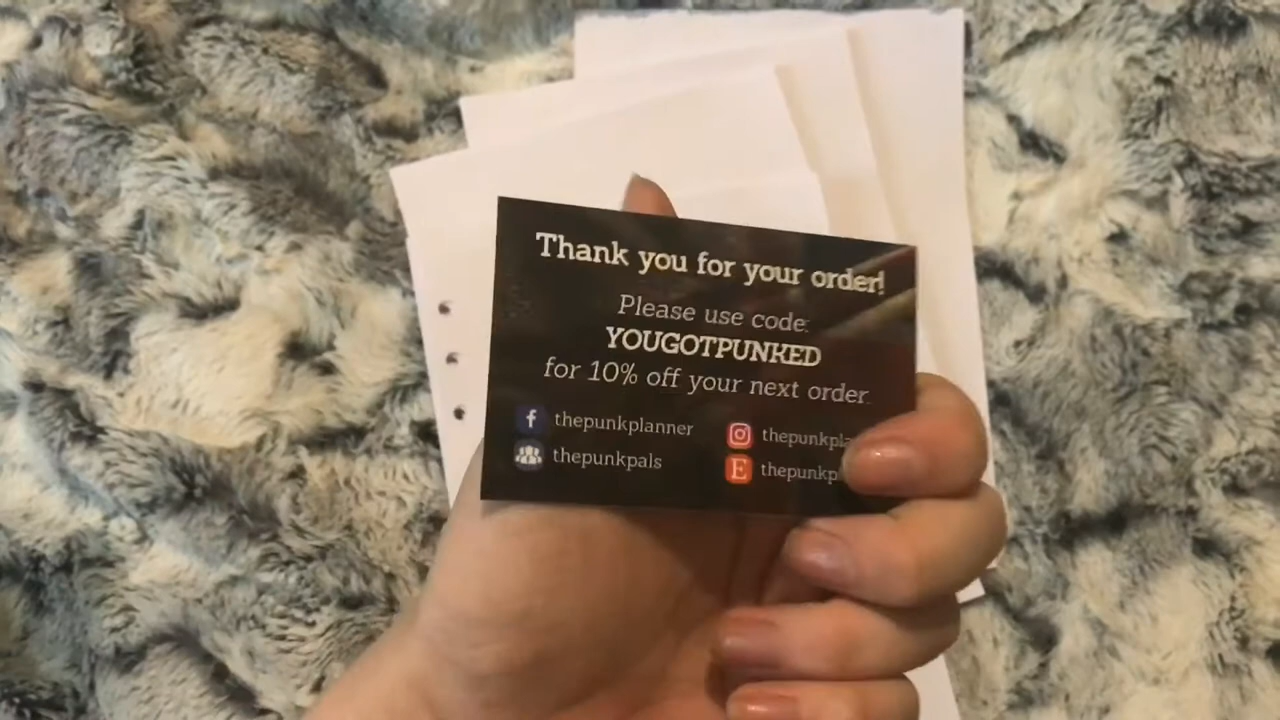 Thank you for your order!
Please use code:
YOUGOTPUNKED
for 10% off your next order.
thepunkplanner
thepunkpals